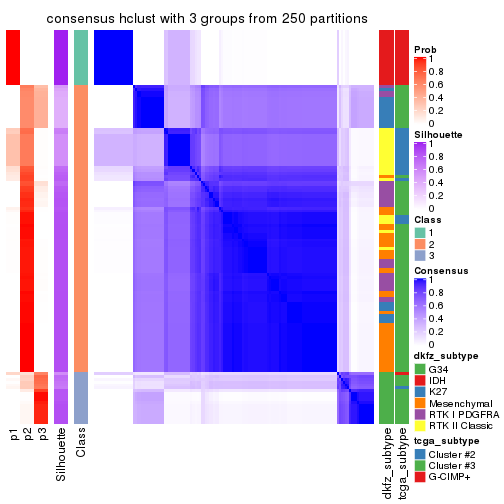 consensus hclust with 3 groups from 250 partitions
Prob
1
0.8
0.6
0.4
0.2
0
Silhouette
1
0.8
0.6
0.4
0.2
0
Class
1
2
3
Consensus
1
0.8
0.6
0.4
0.2
0
dkfz_subtype
G34
IDH
K27
Mesenchymal
RTK I PDGFRA
RTK II Classic
tcga_subtype
Cluster #2
Cluster #3
G-CIMP+
p1
p2
p3
Silhouette
Class
dkfz_subtype
tcga_subtype